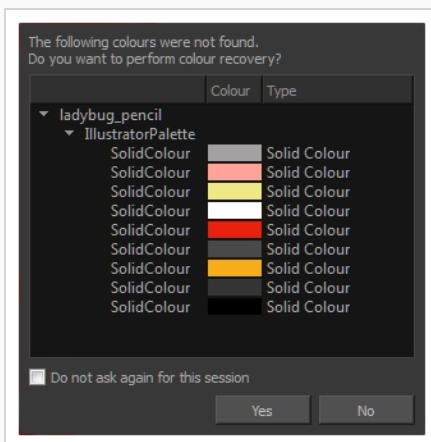 The following colours were not found.
Do you want to perform colour recovery?
Colour Type
ladybug_pencil
IllustratorPalette
SolidColour Solid Colour
SolidColour Solid Colour
SolidColour Solid Colour
SolidColour Solid Colour
SolidColour Solid Colour
SolidColour Solid Colour
SolidColour Solid Colour
SolidColour Solid Colour
SolidColour Solid Colour
Do not ask again for this session
Yes No